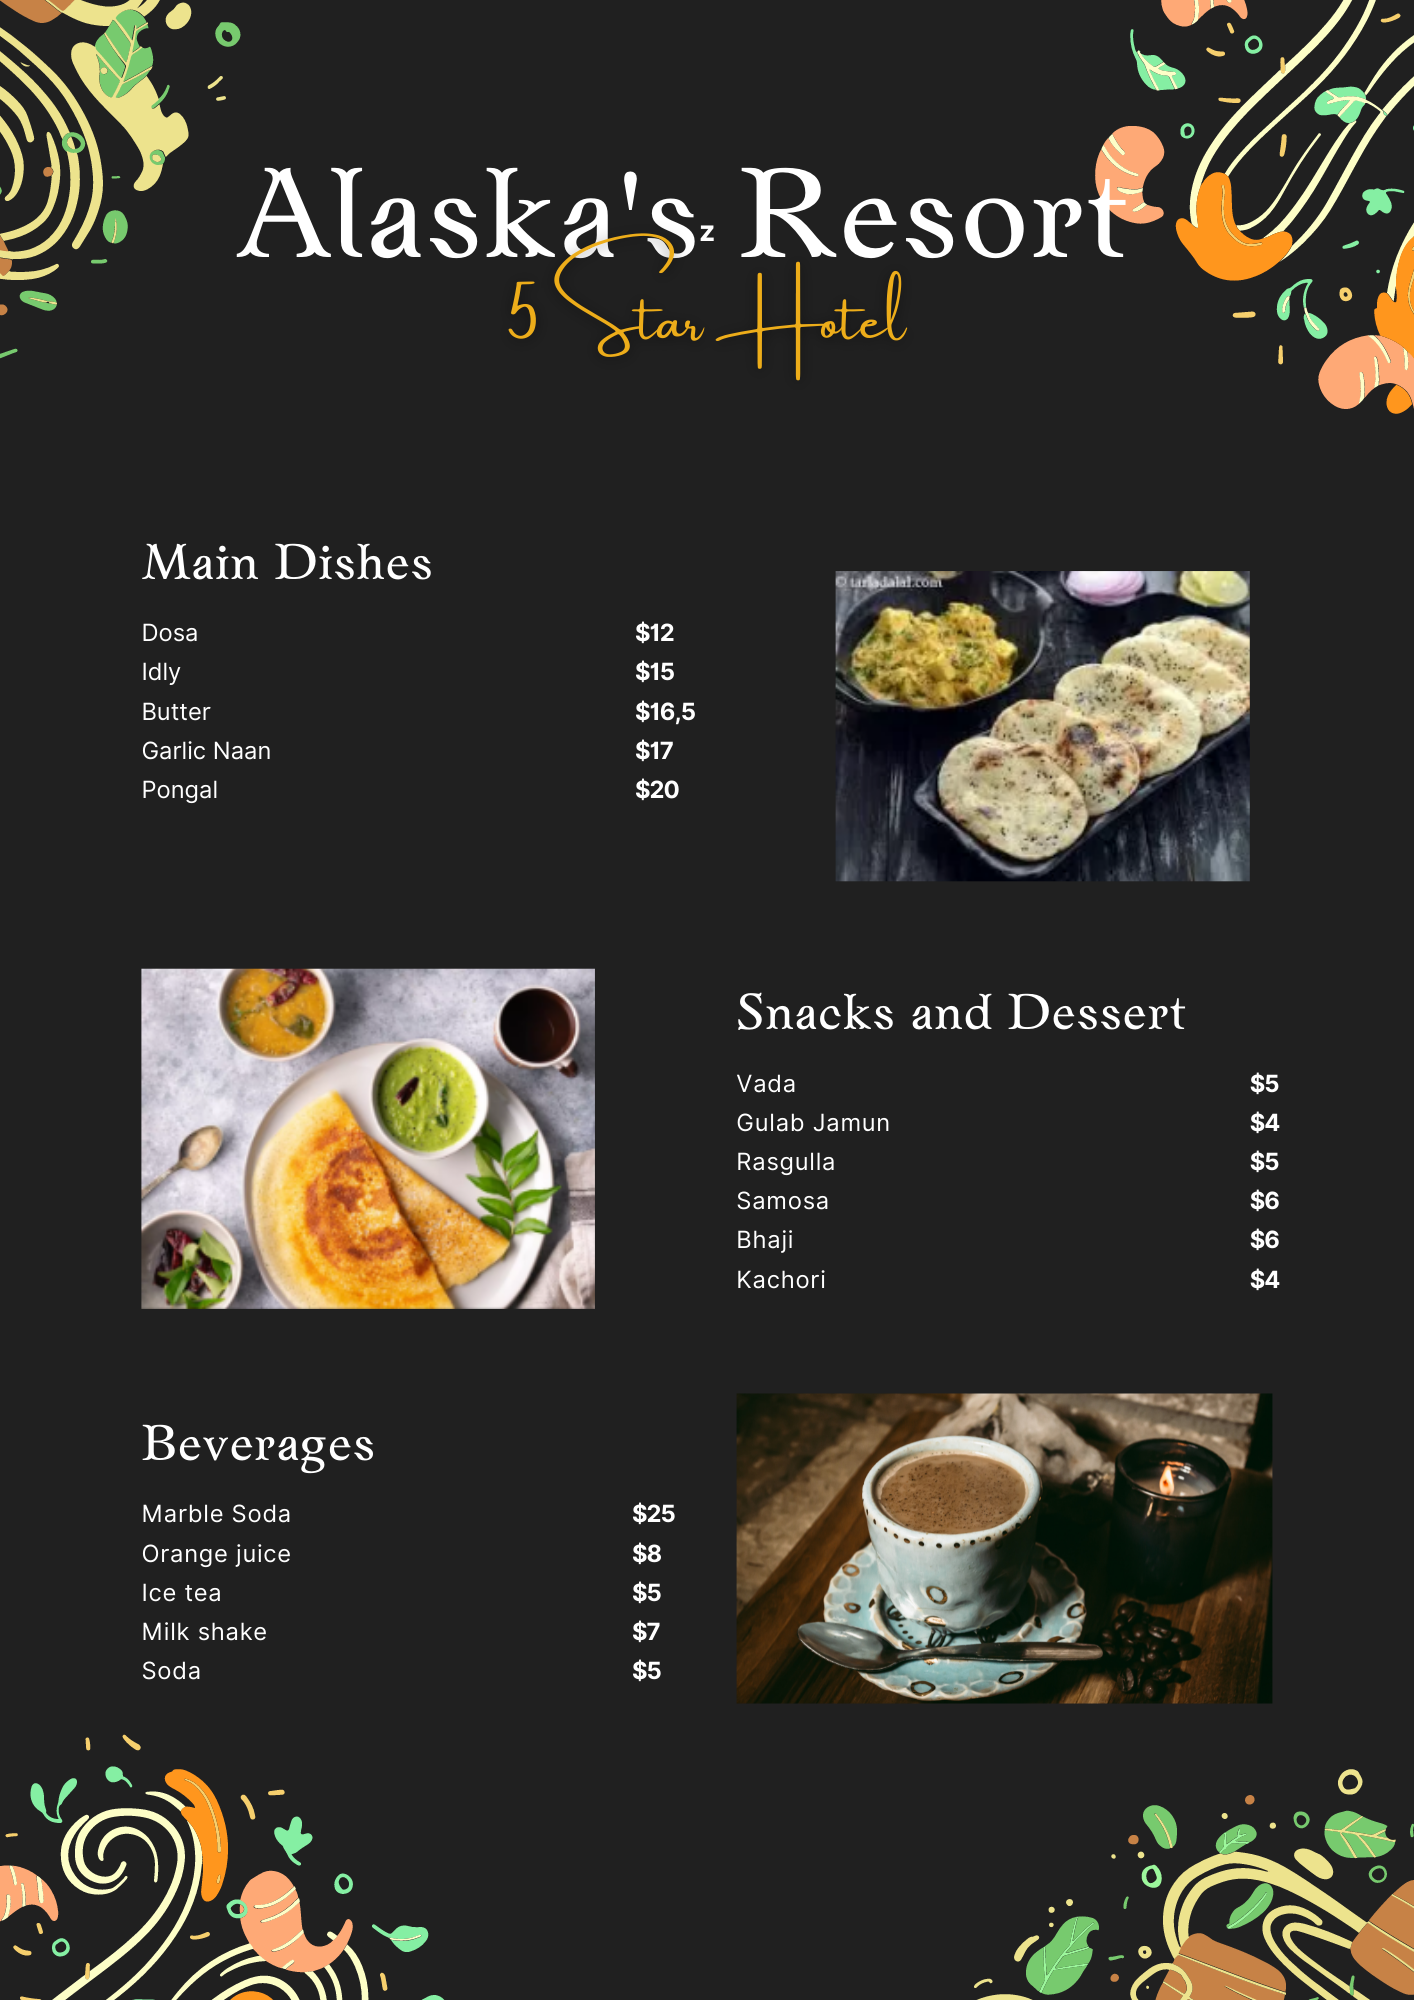 Alaska's Resort
z
5 Star Hotel
Main Dishes
Dosa $12
Idly $15
Butter $16,5
Garlic Naan $17
Pongal $20
© tarladalal.com
Snacks and Dessert
Vada $5
Gulab Jamun $4
Rasgulla $5
Samosa $6
Bhaji $6
Kachori $4
Beverages
Marble Soda $25
Orange juice $8
Ice tea $5
Milk shake $7
Soda $5